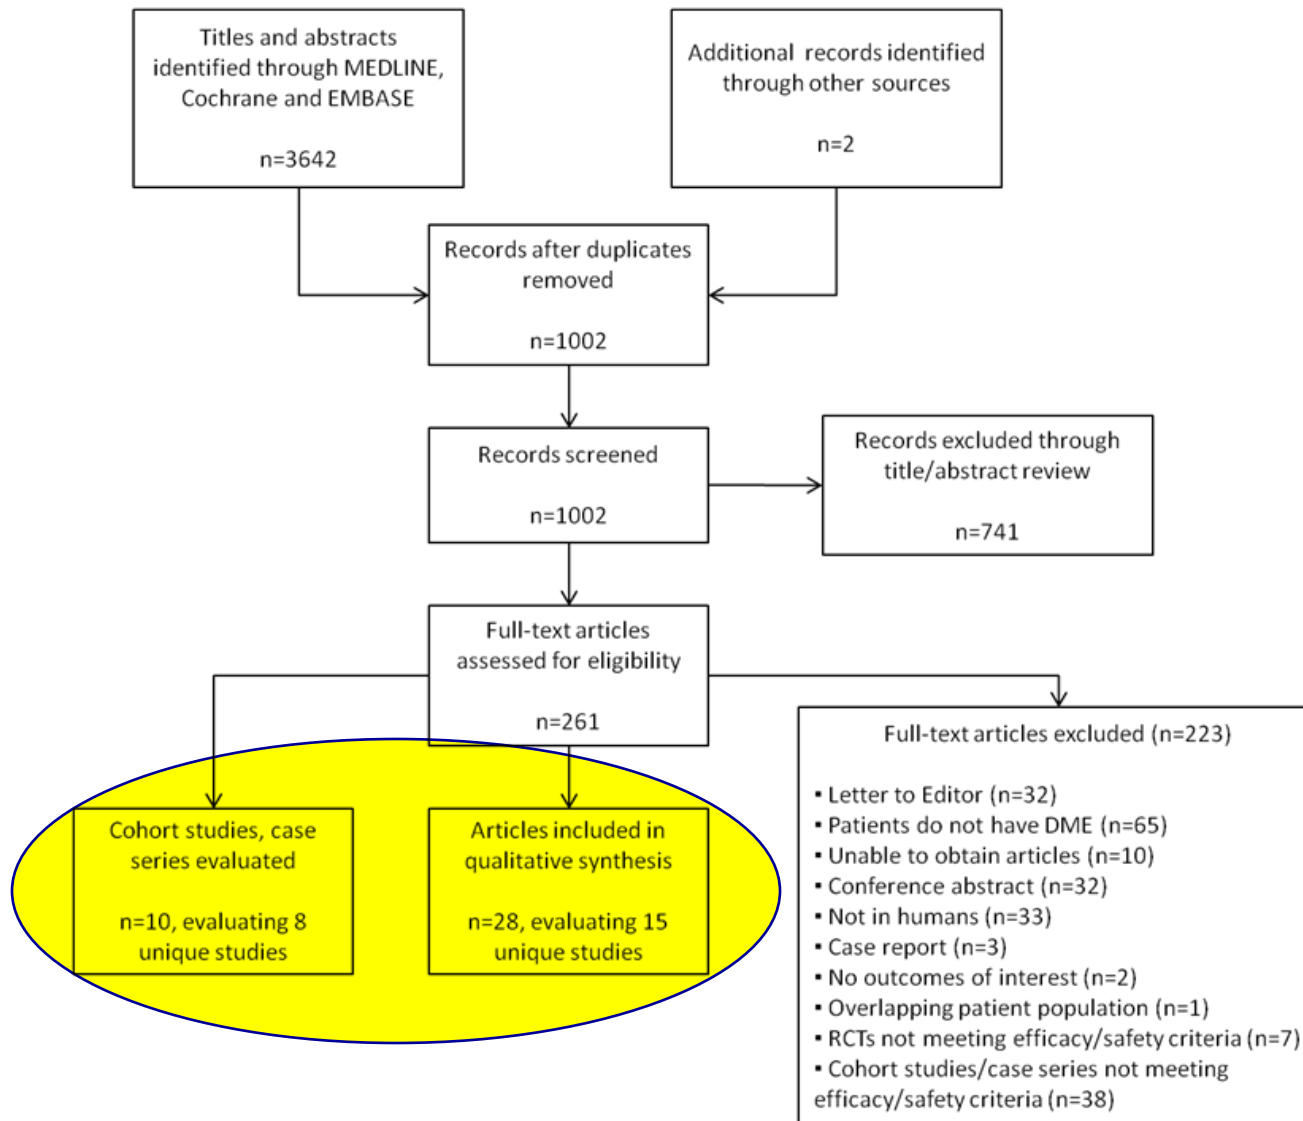 Titles and abstracts
identified through MEDLINE,
Cochrane and EMBASE
n=3642
Additional records identified
through other sources
n=2
Records after duplicates
removed
n=1002
Records screened
n=1002
Records excluded through
title/abstract review
n=741
Full-text articles
assessed for eligibility
n=261
Cohort studies, case
series evaluated
n=10, evaluating 8
unique studies
Articles included in
qualitative synthesis
n=28, evaluating 15
unique studies
Full-text articles excluded (n=223)
▪ Letter to Editor (n=32)
▪ Patients do not have DME (n=65)
▪ Unable to obtain articles (n=10)
▪ Conference abstract (n=32)
▪ Not in humans (n=33)
▪ Case report (n=3)
▪ No outcomes of interest (n=2)
▪ Overlapping patient population (n=1)
▪ RCTs not meeting efficacy/safety criteria (n=7)
▪ Cohort studies/case series not meeting
efficacy/safety criteria (n=38)